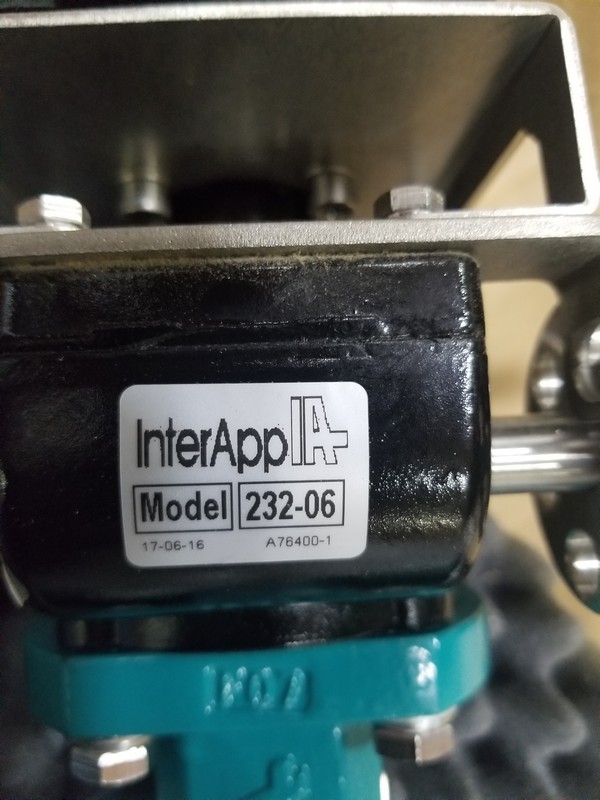 InterApp IA
Model 232-06
17-06-16 A76400-1